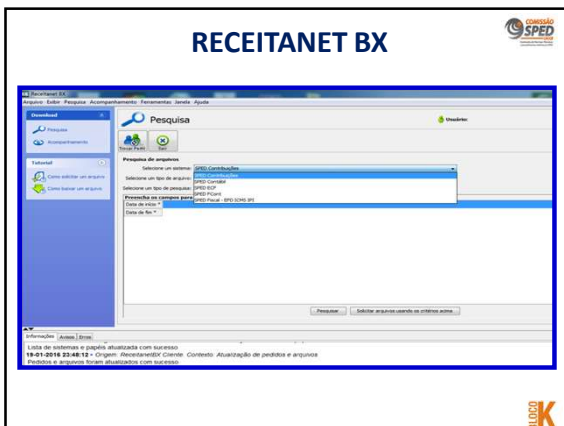 RECEITANET BX
COMISSÃO
SPED
Receitanet BX
Arquivo Exibir Pesquisa Acompanhamento Ferramentas Janela Ajuda
Download
Pesquisa
Acompanhamento
Tutorial
Como solicitar um arquivo
Como baixar um arquivo
Pesquisa
Usuário:
Trocar Perfil
Sair
Pesquisa de arquivos
Selecione um sistema: SPED Contribuições
SPED Contribuições
SPED Contábil
Selecione um tipo de arquivo:
SPED ECF
SPED FCont
Selecione um tipo de pesquisa:
SPED Fiscal - EFD ICMS IPI
Preencha os campos para
Data de início *
Data de fim *
Pesquisar
Solicitar arquivos usando os critérios acima
Informações Avisos Erros
Lista de sistemas e papéis atualizada com sucesso
19-01-2016 23:48:12 - Origem: ReceitanetBX Cliente. Contexto: Atualização de pedidos e arquivos
Pedidos e arquivos foram atualizados com sucesso
BLOCO
K